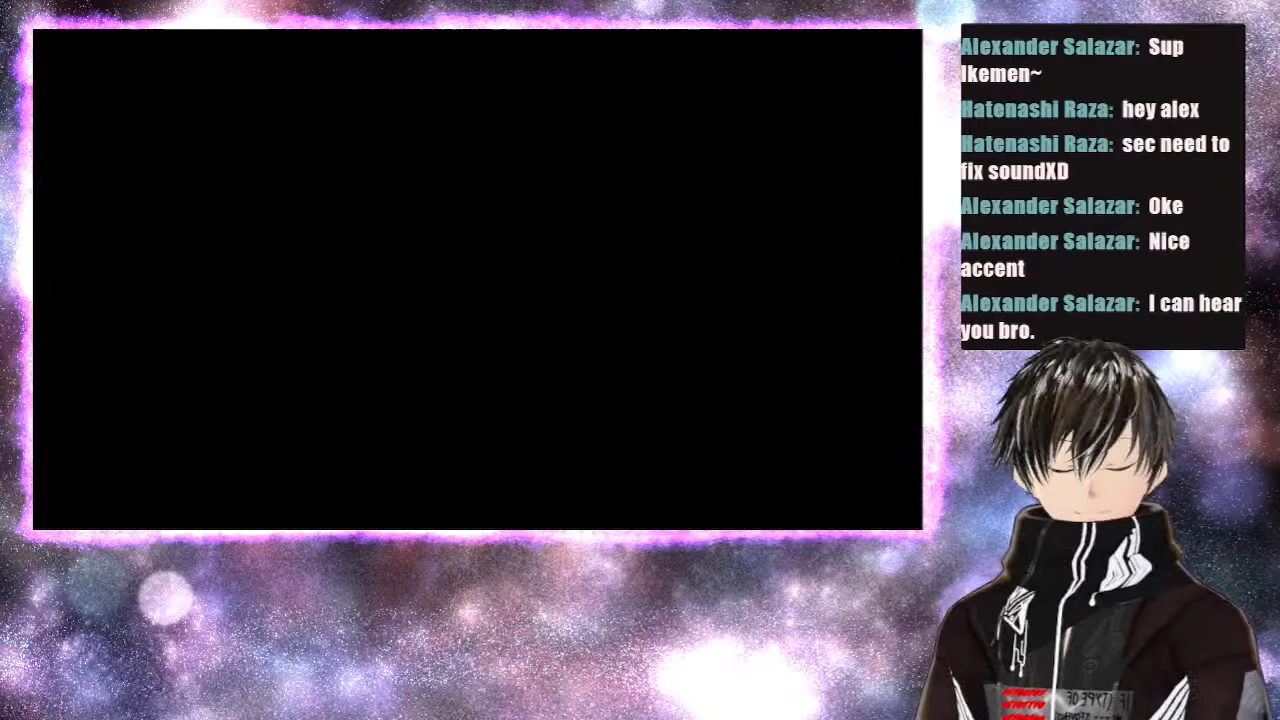 Alexander Salazar: Sup
Ikemen~
Hatenashi Raza: hey alex
Hatenashi Raza: sec need to
fix soundXD
Alexander Salazar: Oke
Alexander Salazar: Nice
accent
Alexander Salazar: I can hear
you bro.